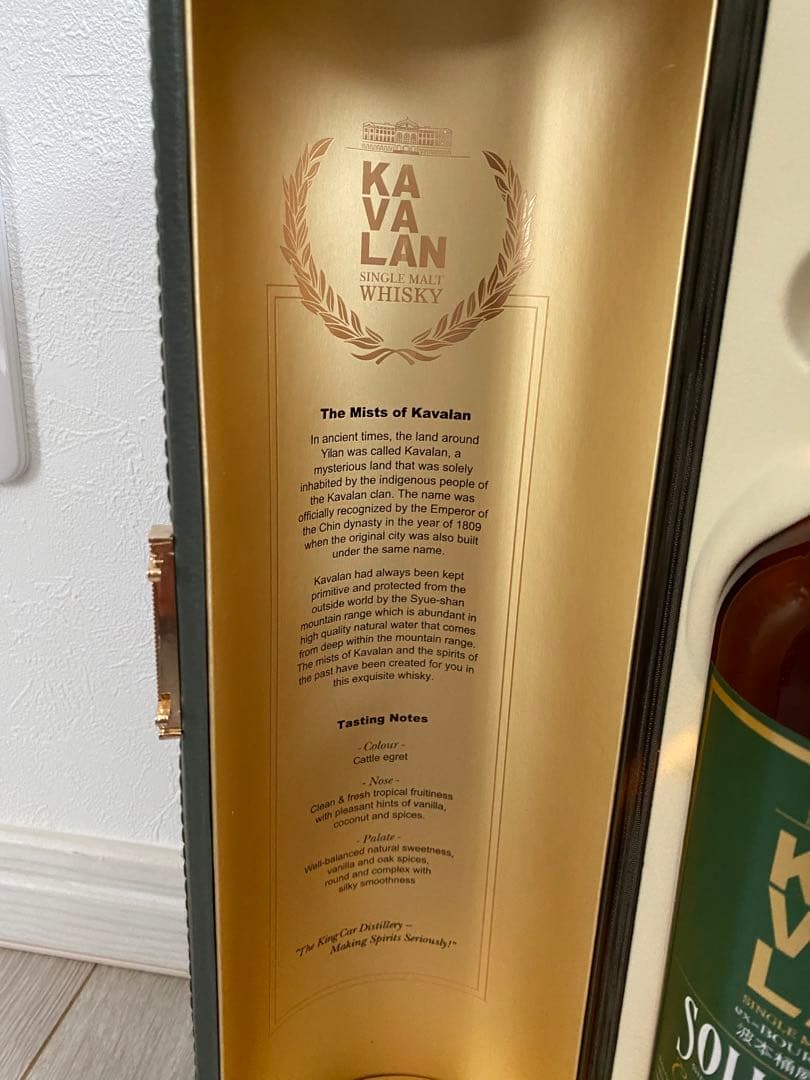 KA
VA
LAN
SINGLE MALT
WHISKY
The Mists of Kavalan
In ancient times, the land around
Yilan was called Kavalan, a
mysterious land that was solely
inhabited by the indigenous people of
the Kavalan clan. The name was
officially recognized by the Emperor of
the Chin dynasty in the year of 1809
when the original city was also built
under the same name.
Kavalan had always been kept
primitive and protected from the
outside world by the Syue-shan
mountain range which is abundant in
high quality natural water that comes
from deep within the mountain range.
The mists of Kavalan and the spirits of
the past have been created for you in
this exquisite whisky.
Tasting Notes
- Colour -
Cattle egret
- Nose -
Clean & fresh tropical fruitiness
with pleasant hints of vanilla,
coconut and spices.
- Palate -
Well-balanced natural sweetness,
vanilla and oak spices,
round and complex with
silky smoothness
"The King Car Distillery –
Making Spirits Seriously!"
K
V
L
SINGLE M
ex-BOU
波本桶
SOL